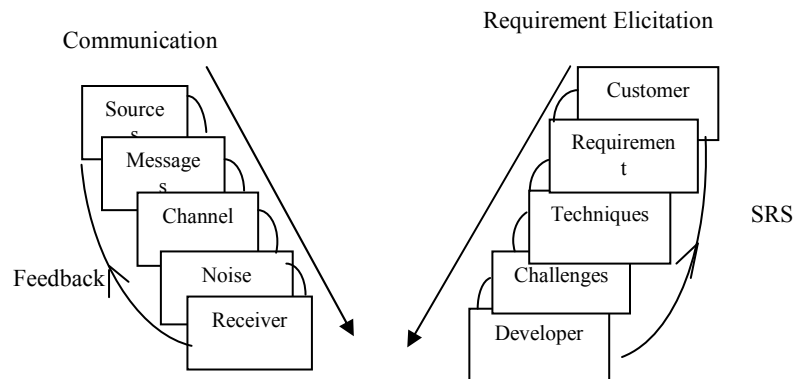 Communication
Requirement Elicitation
Source
s
Message
s
Channel
Noise
Receiver
Feedback
Customer
Requiremen
t
Techniques
Challenges
Developer
SRS